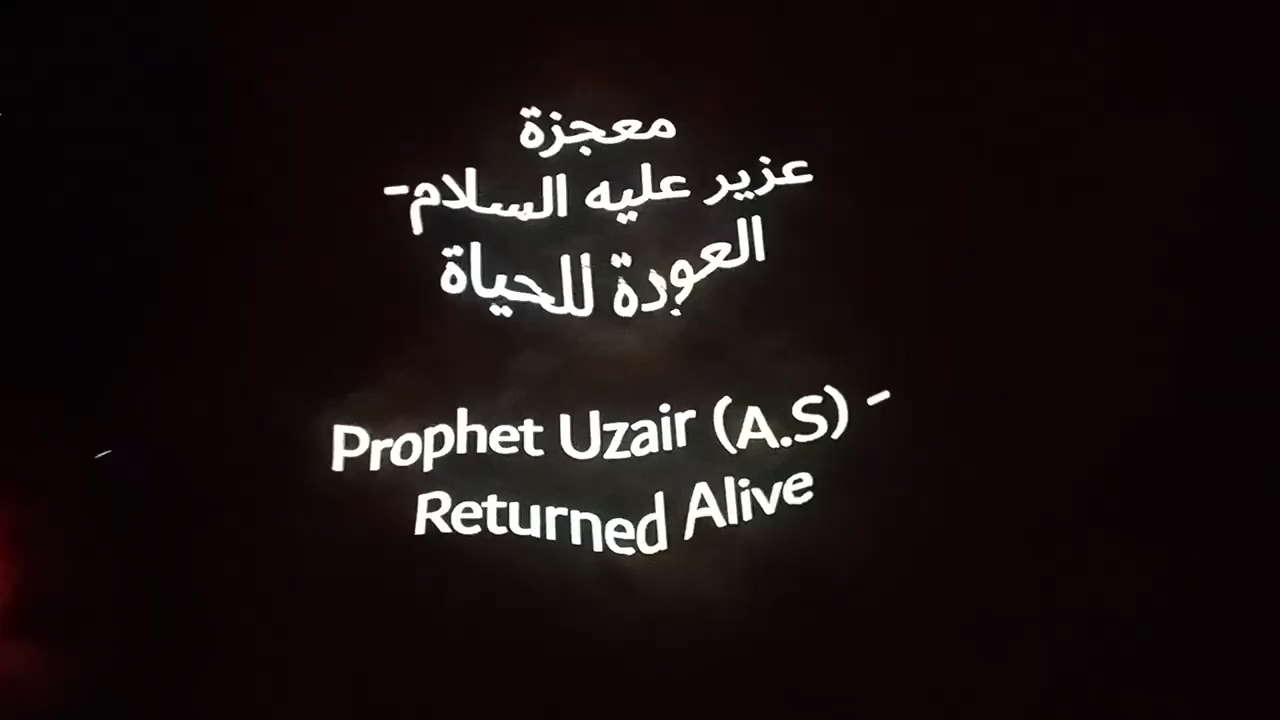 معجزة
عزير عليه السلام-
العودة للحياة
Prophet Uzair (A.S) -
Returned Alive